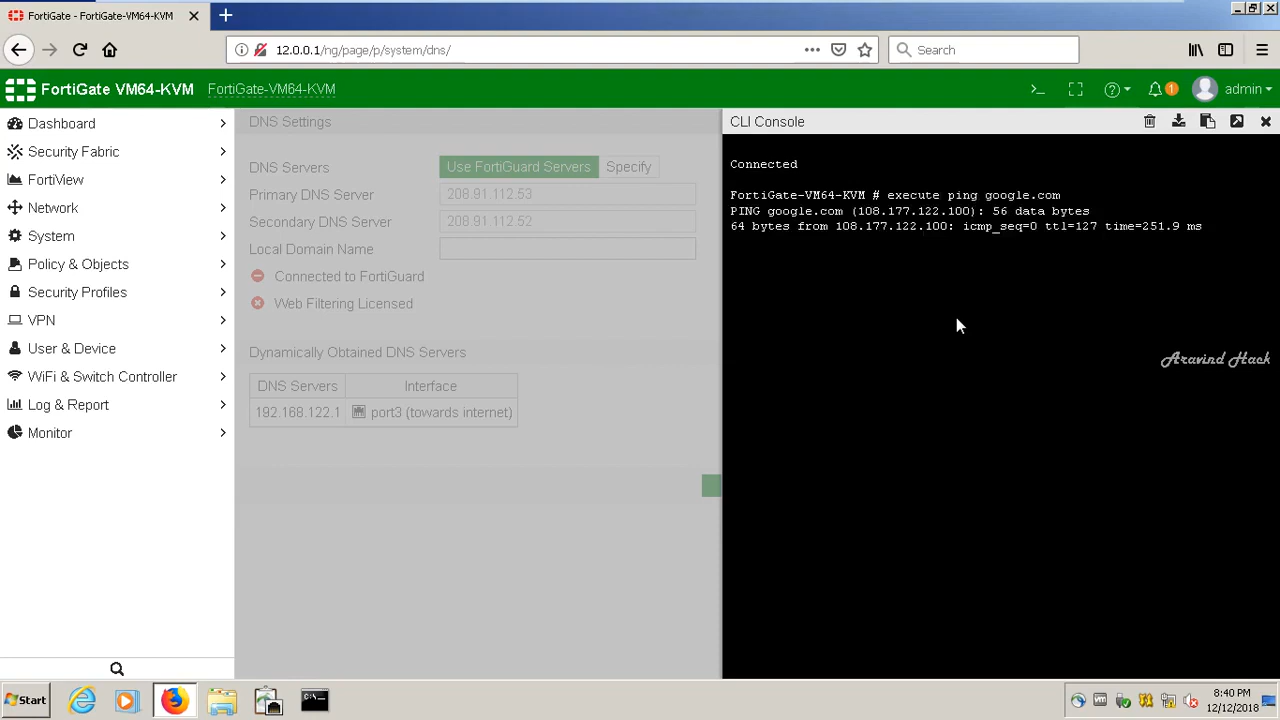 FortiGate - FortiGate-VM64-KVM
12.0.0.1/ng/page/p/system/dns/
Search
FortiGate VM64-KVM
FortiGate-VM64-KVM
1
admin
Dashboard
Security Fabric
FortiView
Network
System
Policy & Objects
Security Profiles
VPN
User & Device
WiFi & Switch Controller
Log & Report
Monitor
DNS Settings
DNS Servers
Use FortiGuard Servers
Specify
Primary DNS Server
208.91.112.53
Secondary DNS Server
208.91.112.52
Local Domain Name
Connected to FortiGuard
Web Filtering Licensed
Dynamically Obtained DNS Servers
DNS Servers
Interface
192.168.122.1
port3 (towards internet)
CLI Console
Connected
FortiGate-VM64-KVM # execute ping google.com
PING google.com (108.177.122.100): 56 data bytes
64 bytes from 108.177.122.100: icmp_seq=0 ttl=127 time=251.9 ms
Aravind Hack
Start
8:40 PM
12/12/2018